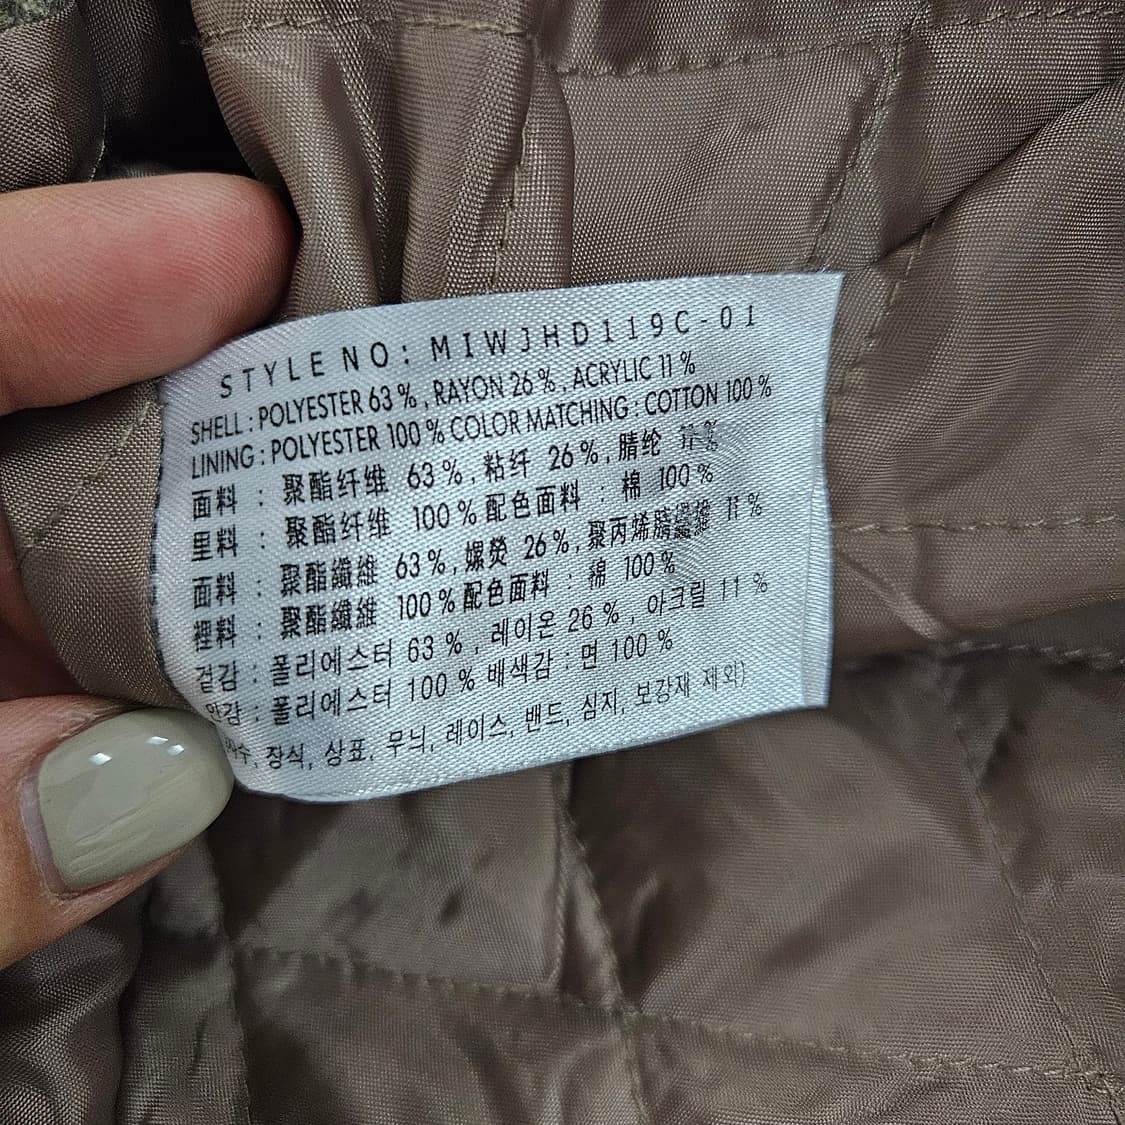 STYLE NO: MIWJHD119C-01
SHELL : POLYESTER 63 % , RAYON 26 % , ACRYLIC 11 %
LINING : POLYESTER 100 % COLOR MATCHING : COTTON 100 %
面料 : 聚酯纤维 63 % , 粘纤 26 % , 腈纶 11 %
里料 : 聚酯纤维 100 % 配色面料 : 棉 100 %
面料 : 聚酯纖維 63 % , 嫘熒 26 % , 聚丙烯腈纖維 11 %
裡料 : 聚酯纖維 100 % 配色面料 : 綿 100 %
겉감 : 폴리에스터 63 % , 레이온 26 % , 아크릴 11 %
안감 : 폴리에스터 100 % 배색감 : 면 100 %
장식, 상표, 무늬, 레이스, 밴드, 심지, 보강재 제외)